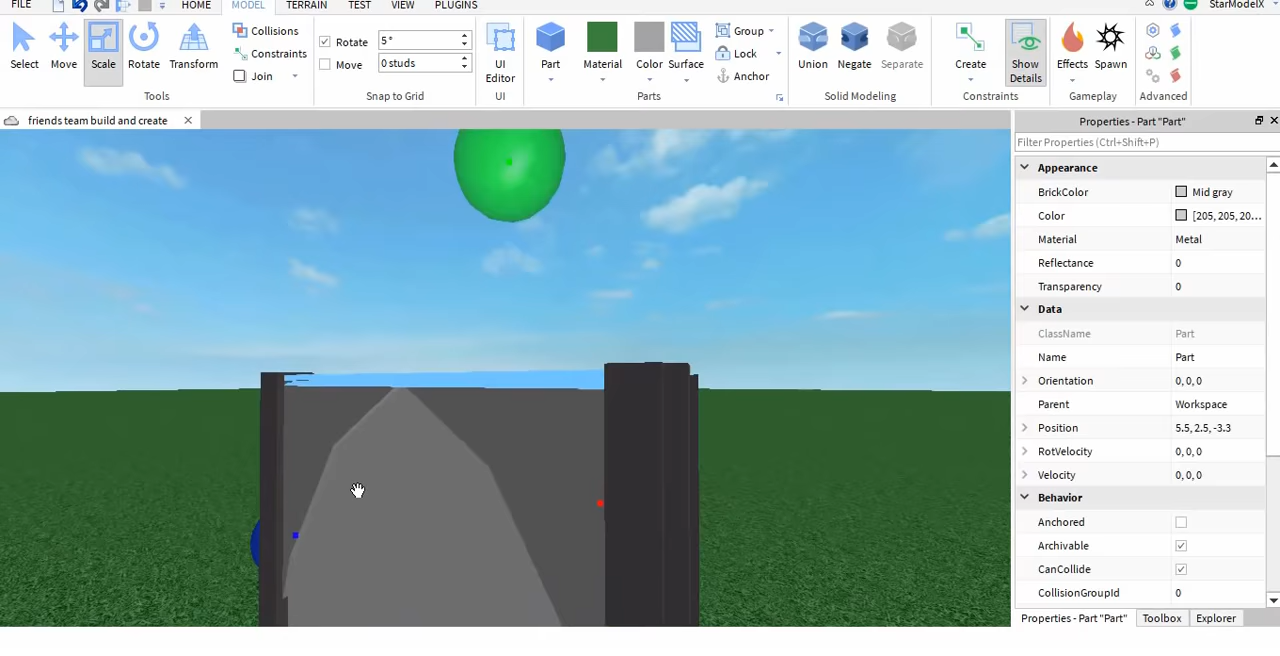 FILE HOME MODEL TERRAIN TEST VIEW PLUGINS StarModelX
Select Move Scale Rotate Transform
Collisions
Constraints
Join
Tools
Rotate 5°
Move 0 studs
Snap to Grid
UI
Editor
UI
Part Material Color Surface
Group
Lock
Anchor
Parts
Union Negate Separate
Solid Modeling
Create Show
Details
Constraints
Effects Spawn
Gameplay
Advanced
friends team build and create
Properties - Part "Part"
Filter Properties (Ctrl+Shift+P)
Appearance
BrickColor Mid gray
Color [205, 205, 20...
Material Metal
Reflectance 0
Transparency 0
Data
ClassName Part
Name Part
Orientation 0, 0, 0
Parent Workspace
Position 5.5, 2.5, -3.3
RotVelocity 0, 0, 0
Velocity 0, 0, 0
Behavior
Anchored
Archivable
CanCollide
CollisionGroupId 0
Properties - Part "Part" Toolbox Explorer